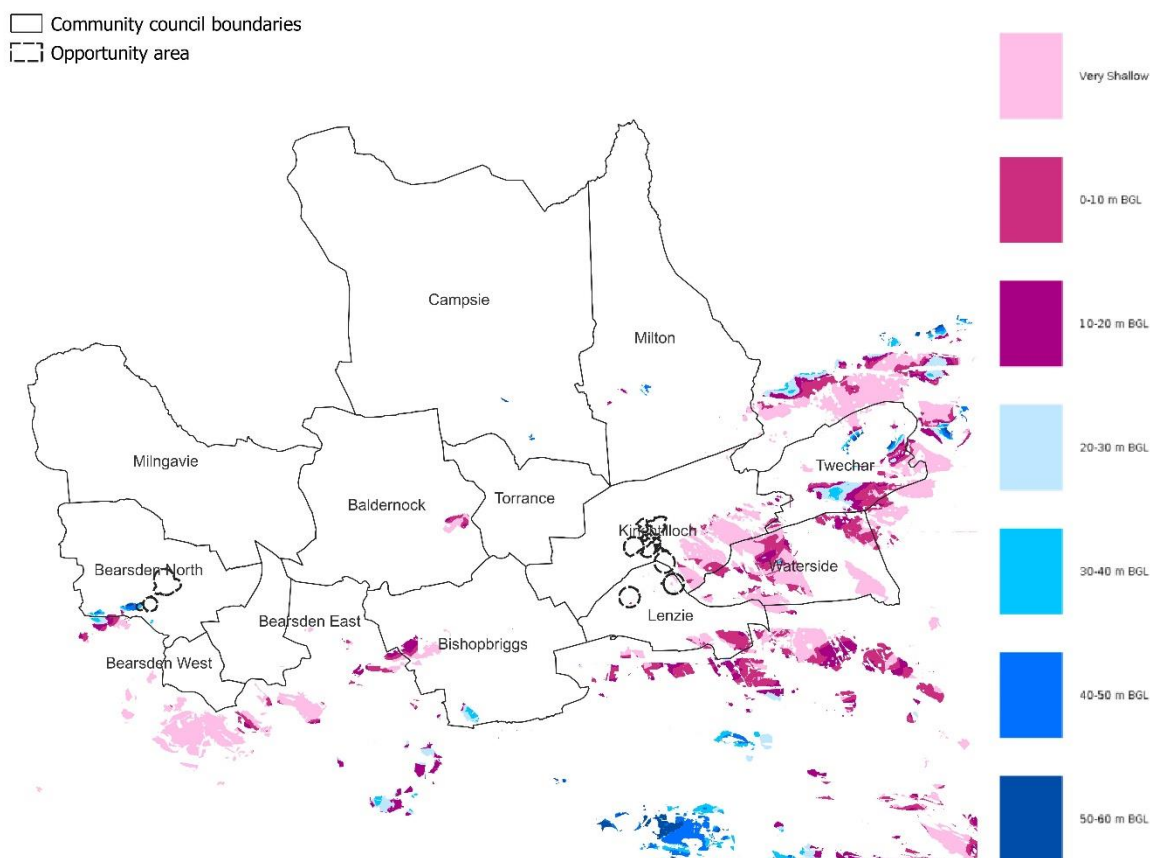 Community council boundaries
Opportunity area
Very Shallow
0-10 m BGL
10-20 m BGL
20-30 m BGL
30-40 m BGL
40-50 m BGL
50-60 m BGL
Campsie
Milton
Milngavie
Twechar
Baldernock
Torrance
Kirkintilloch
Bearsden North
Waterside
Lenzie
Bearsden East
Bishopbriggs
Bearsden West